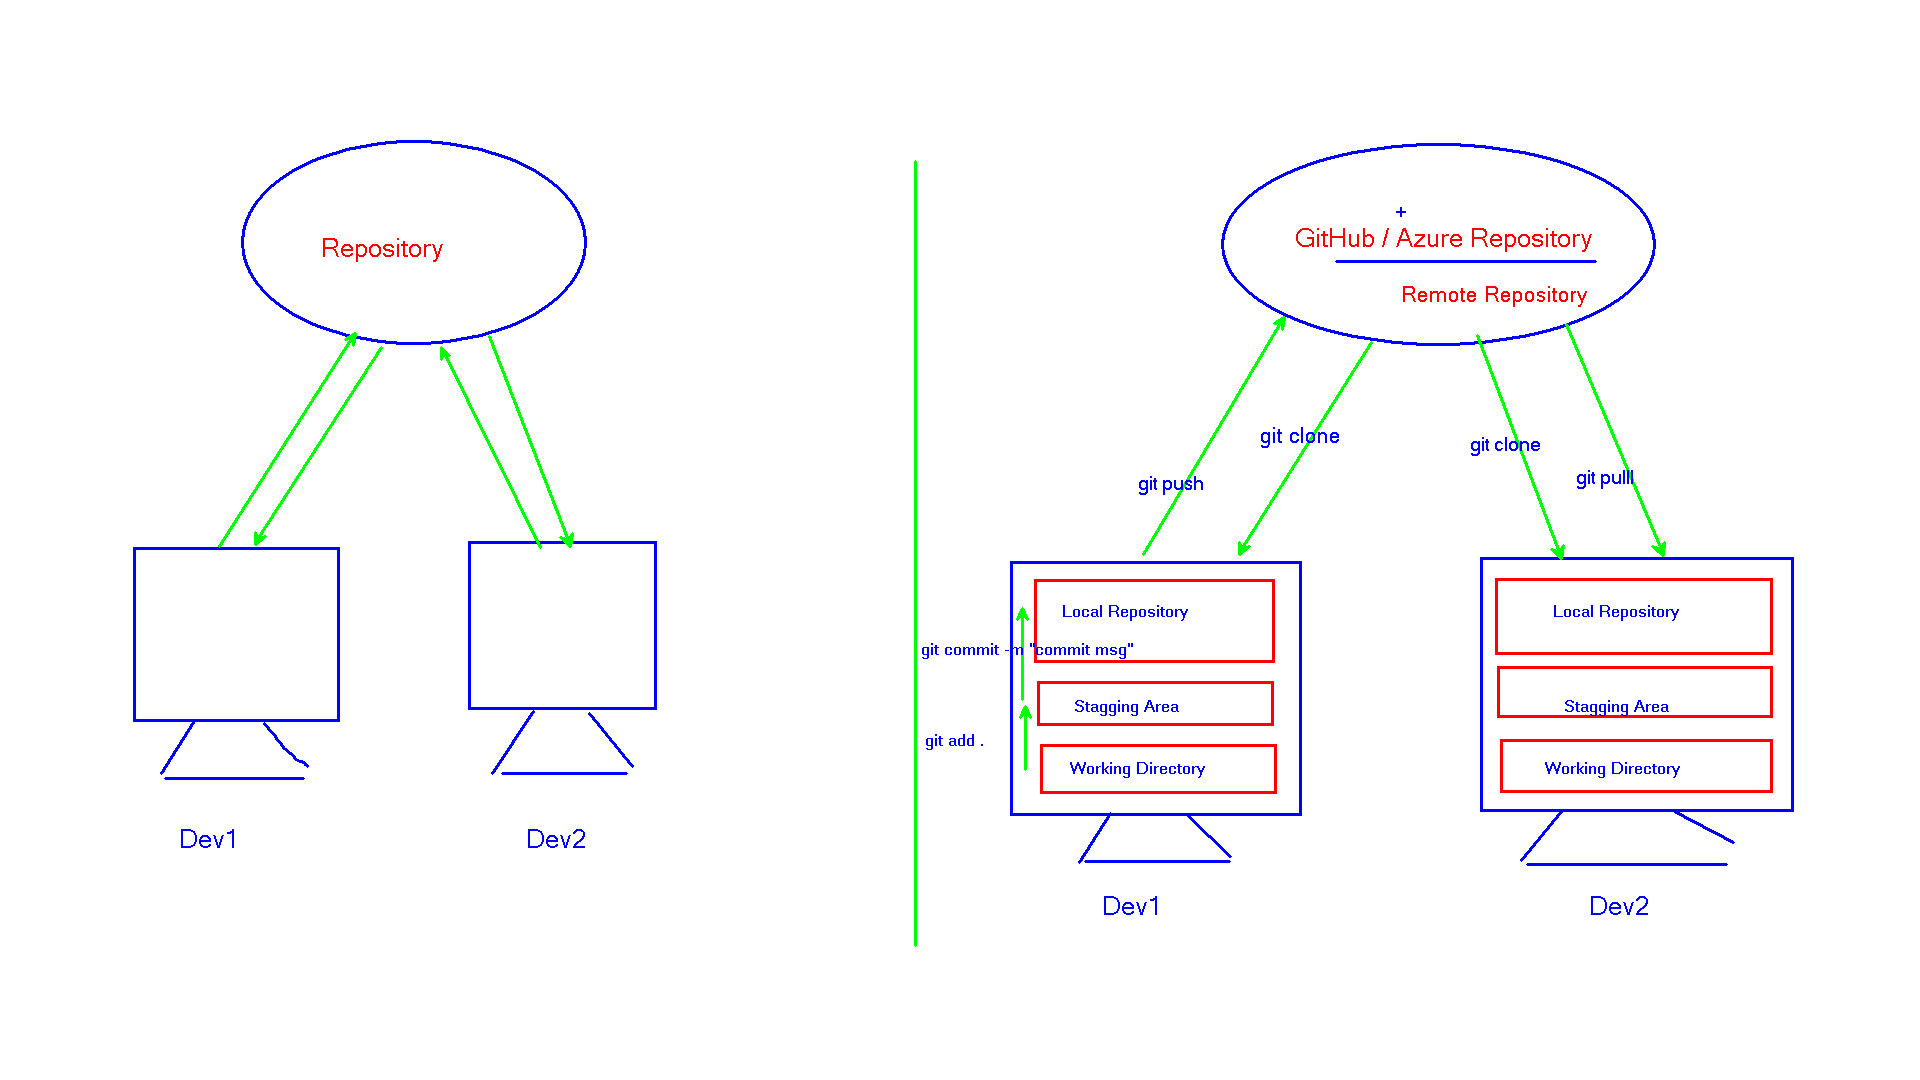 Repository
Dev1
Dev2
+
GitHub / Azure Repository
Remote Repository
git push
git clone
git clone
git pulll
Local Repository
git commit -m "commit msg"
Stagging Area
git add .
Working Directory
Dev1
Local Repository
Stagging Area
Working Directory
Dev2